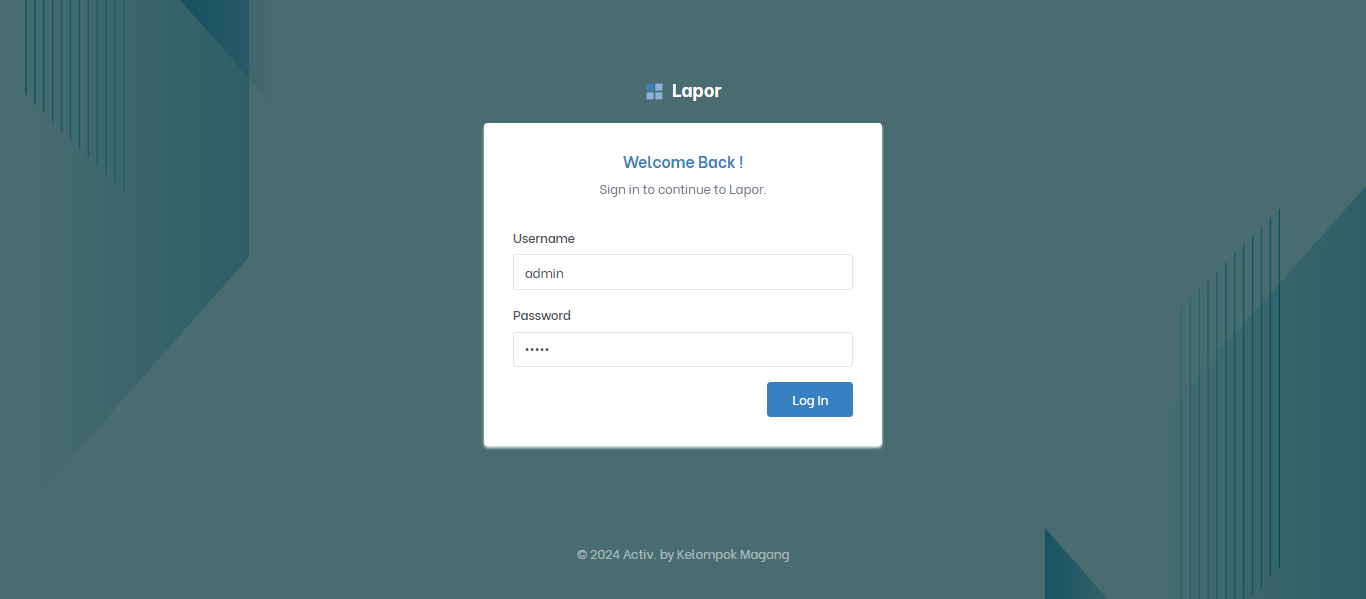 Lapor
Welcome Back !
Sign in to continue to Lapor.
Username
admin
Password
•••••
Log In
© 2024 Activ. by Kelompok Magang